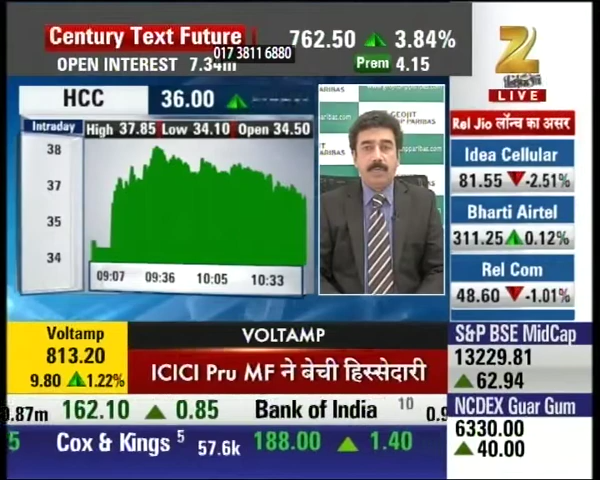 Century Text Future
762.50 3.84%
OPEN INTEREST 7.34m
017 3811 6880
Prem 4.15
LIVE
HCC 36.00
Intraday
High 37.85 Low 34.10 Open 34.50
38
37
35
34
09:07 09:36 10:05 10:33
GEOJIT
PARIBAS
Rel Jio लॉन्च का असर
Idea Cellular
81.55 -2.51%
Bharti Airtel
311.25 0.12%
Rel Com
48.60 -1.01%
Voltamp
813.20
9.80 1.22%
VOLTAMP
ICICI Pru MF ने बेची हिस्सेदारी
S&P BSE MidCap
13229.81
62.94
NCDEX Guar Gum
6330.00
40.00
0.87m 162.10 0.85 Bank of India 10 0.9
5 Cox & Kings 5 57.6k 188.00 1.40